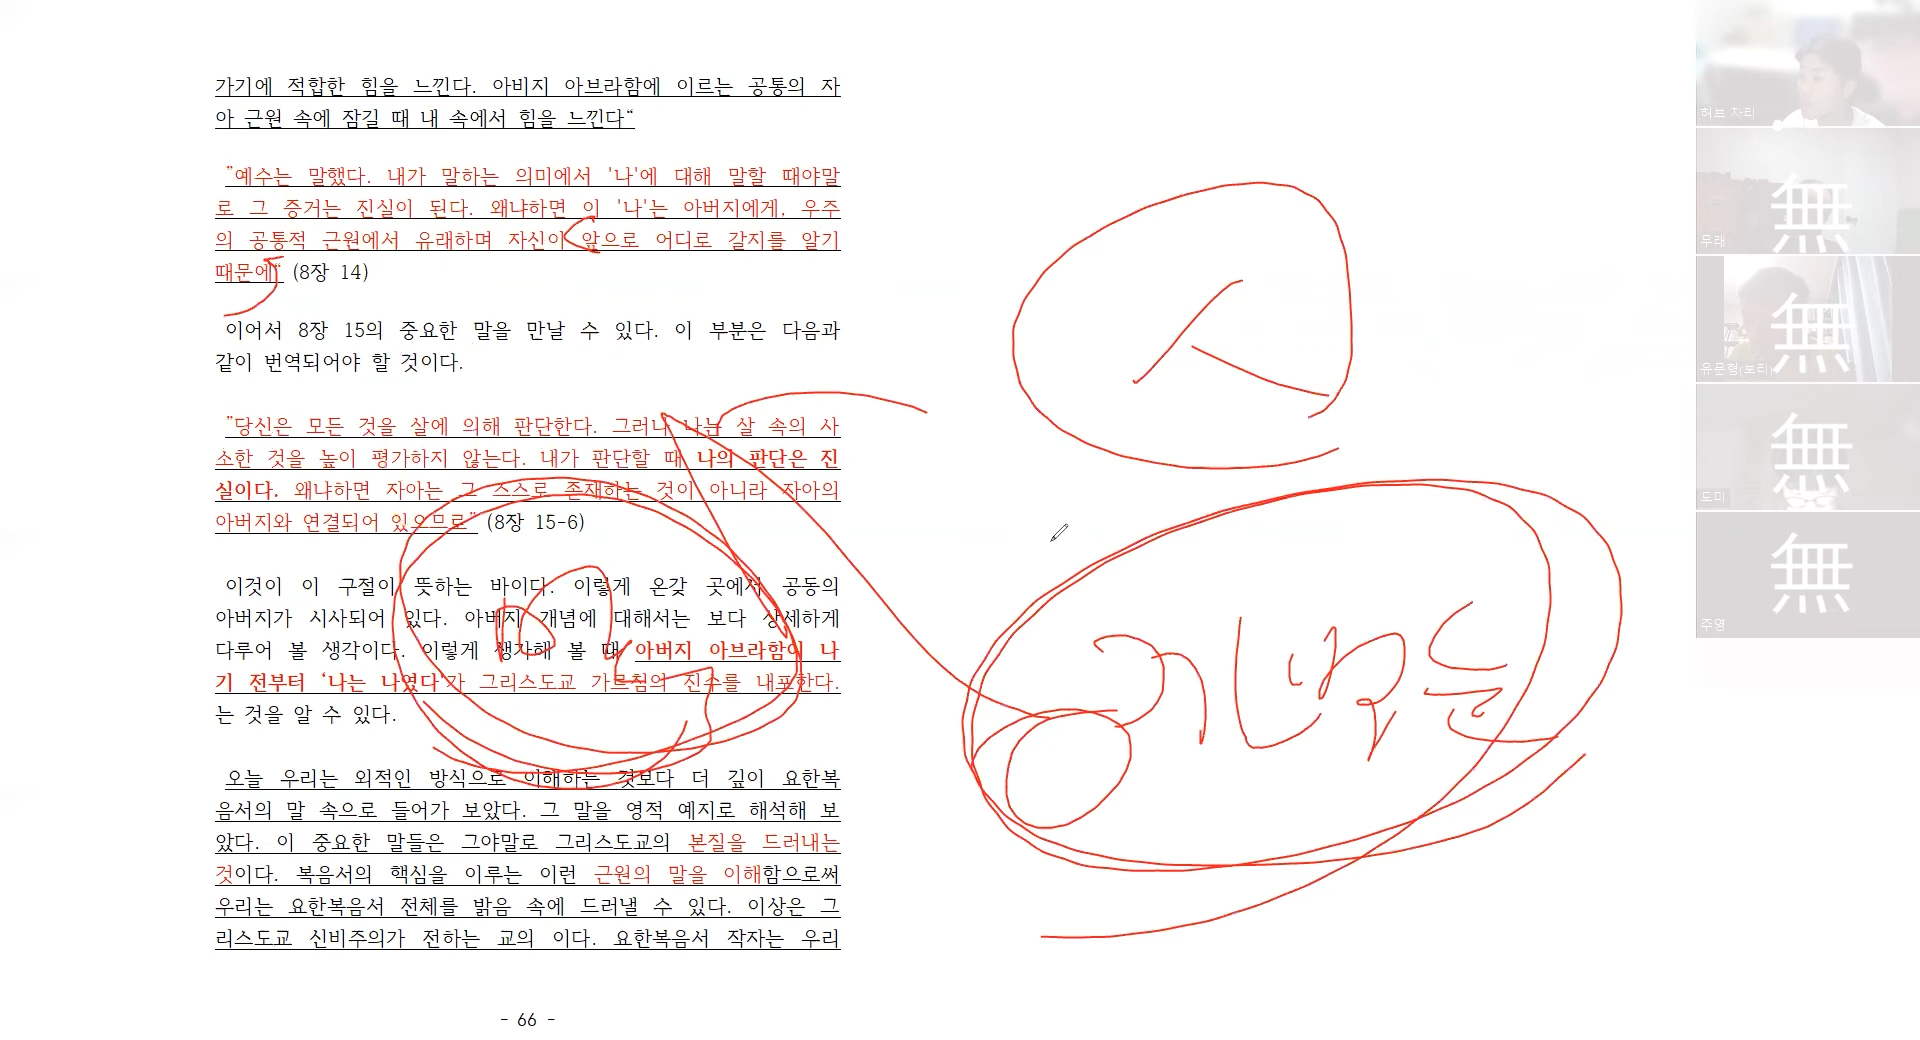 가기에 적합한 힘을 느낀다. 아비지 아브라함에 이르는 공통의 자
아 근원 속에 잠길 때 내 속에서 힘을 느낀다“
"예수는 말했다. 내가 말하는 의미에서 '나'에 대해 말할 때야말
로 그 증거는 진실이 된다. 왜냐하면 이 '나'는 아버지에게, 우주
의 공통적 근원에서 유래하며 자신이 앞으로 어디로 갈지를 알기
때문에" (8장 14)
이어서 8장 15의 중요한 말을 만날 수 있다. 이 부분은 다음과
같이 번역되어야 할 것이다.
"당신은 모든 것을 살에 의해 판단한다. 그러나 나는 살 속의 사
소한 것을 높이 평가하지 않는다. 내가 판단할 때 나의 판단은 진
실이다. 왜냐하면 자아는 그 스스로 존재하는 것이 아니라 자아의
아버지와 연결되어 있으므로" (8장 15-6)
이것이 이 구절이 뜻하는 바이다. 이렇게 온갖 곳에서 공동의
아버지가 시사되어 있다. 아버지 개념에 대해서는 보다 상세하게
다루어 볼 생각이다. 이렇게 생각해 볼 때 아버지 아브라함이 나
기 전부터 ‘나는 나였다'가 그리스도교 가르침의 진수를 내포한다.
는 것을 알 수 있다.
오늘 우리는 외적인 방식으로 이해하는 것보다 더 깊이 요한복
음서의 말 속으로 들어가 보았다. 그 말을 영적 예지로 해석해 보
았다. 이 중요한 말들은 그야말로 그리스도교의 본질을 드러내는
것이다. 복음서의 핵심을 이루는 이런 근원의 말을 이해함으로써
우리는 요한복음서 전체를 밝음 속에 드러낼 수 있다. 이상은 그
리스도교 신비주의가 전하는 교의 이다. 요한복음서 작자는 우리
- 66 -
허브 자리
無
무래
無
유문형(보리)
無
도미
無
주영